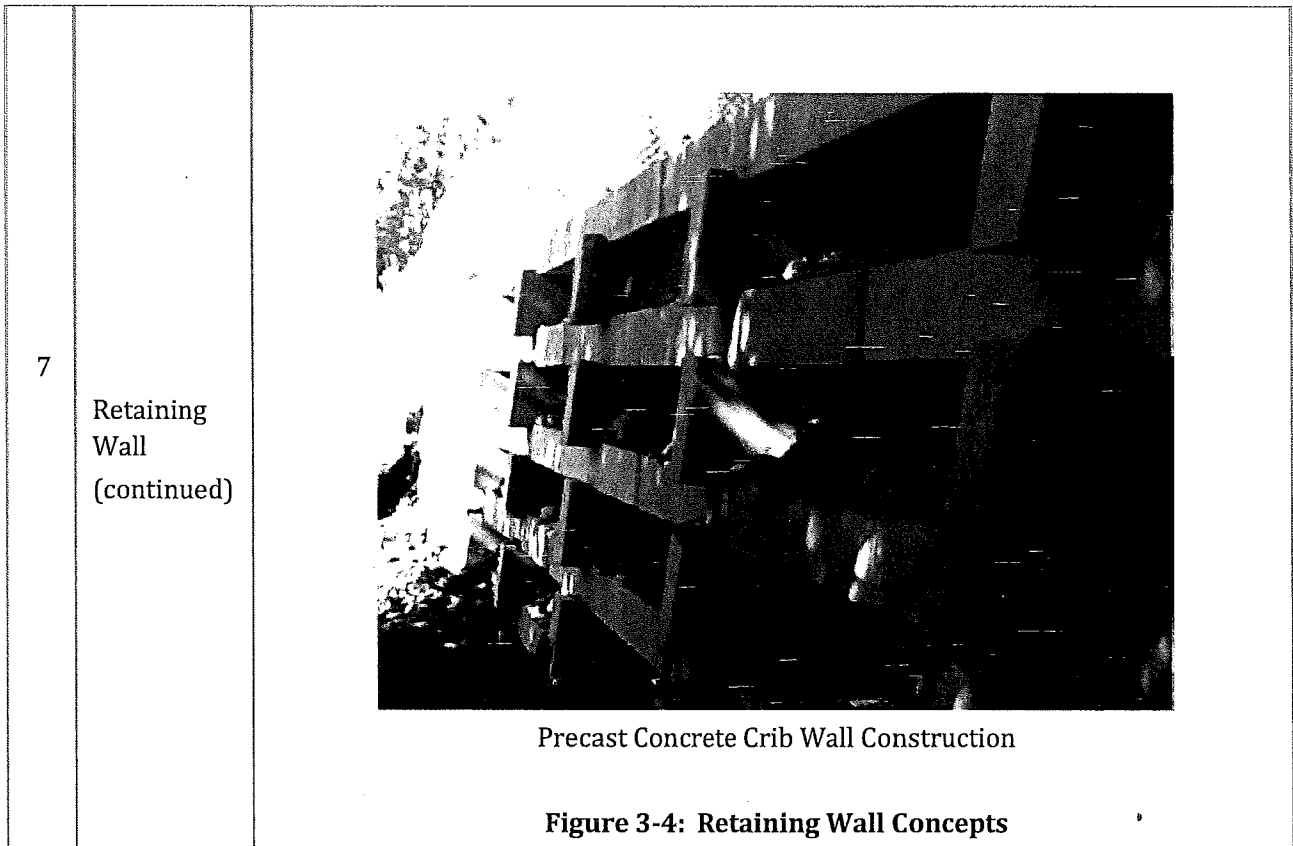 7
Retaining
Wall
(continued)
Precast Concrete Crib Wall Construction
Figure 3-4: Retaining Wall Concepts